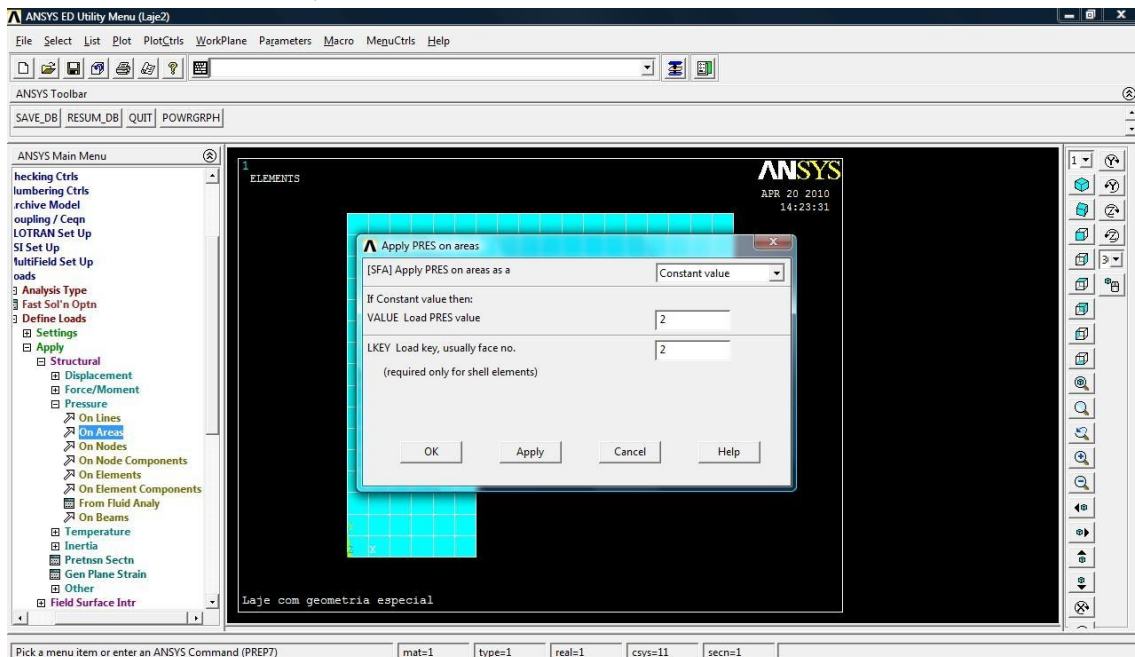 ANSYS ED Utility Menu (Laje2)
File Select List Plot PlotCtrls WorkPlane Parameters Macro MenuCtrls Help
ANSYS Toolbar
SAVE_DB RESUM_DB QUIT POWRGRPH
ANSYS Main Menu
hecking Ctrls
lumbering Ctrls
rchive Model
oupling / Ceqn
LOTRAN Set Up
SI Set Up
MultiField Set Up
oads
Analysis Type
Fast Sol'n Optn
Define Loads
Settings
Apply
Structural
Displacement
Force/Moment
Pressure
On Lines
On Areas
On Nodes
On Node Components
On Elements
On Element Components
From Fluid Analy
On Beams
Temperature
Inertia
Pretnsn Sectn
Gen Plane Strain
Other
Field Surface Intr
1
ELEMENTS
ANSYS
APR 20 2010
14:23:31
Apply PRES on areas
[SFA] Apply PRES on areas as a Constant value
If Constant value then:
VALUE Load PRES value 2
LKEY Load key, usually face no. 2
(required only for shell elements)
OK Apply Cancel Help
Z X
Laje com geometria especial
1
3
Pick a menu item or enter an ANSYS Command (PREP7) mat=1 type=1 real=1 csys=11 secn=1